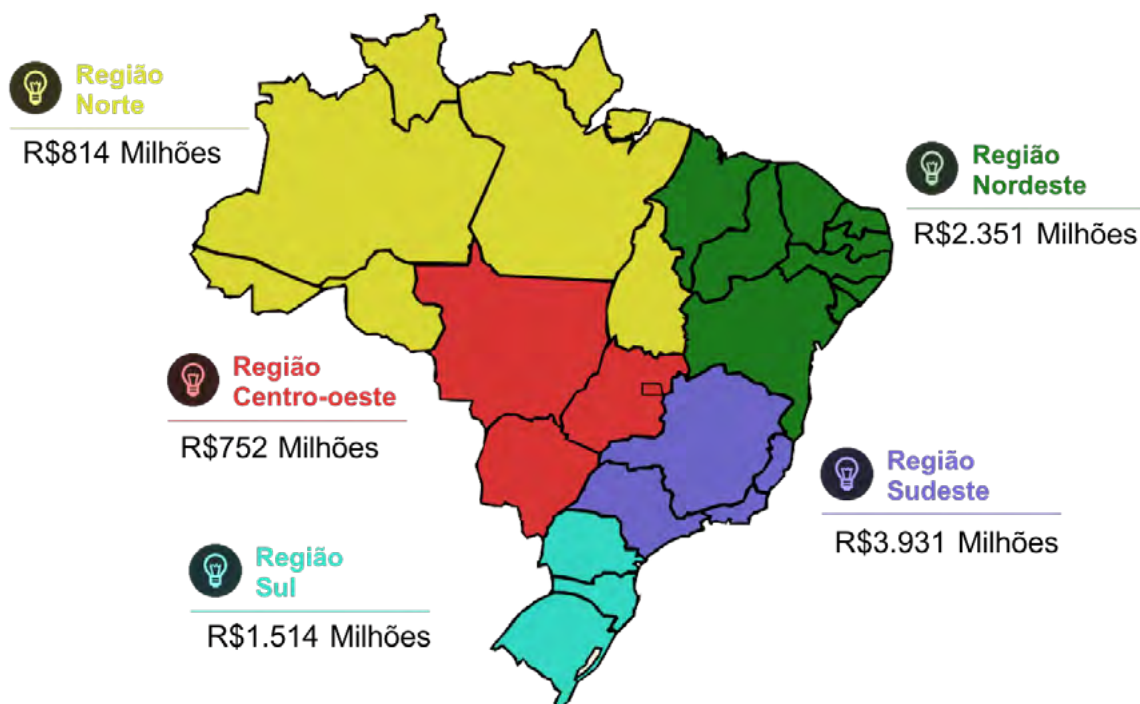 Região
Norte
R$814 Milhões
Região
Nordeste
R$2.351 Milhões
Região
Centro-oeste
R$752 Milhões
Região
Sudeste
R$3.931 Milhões
Região
Sul
R$1.514 Milhões